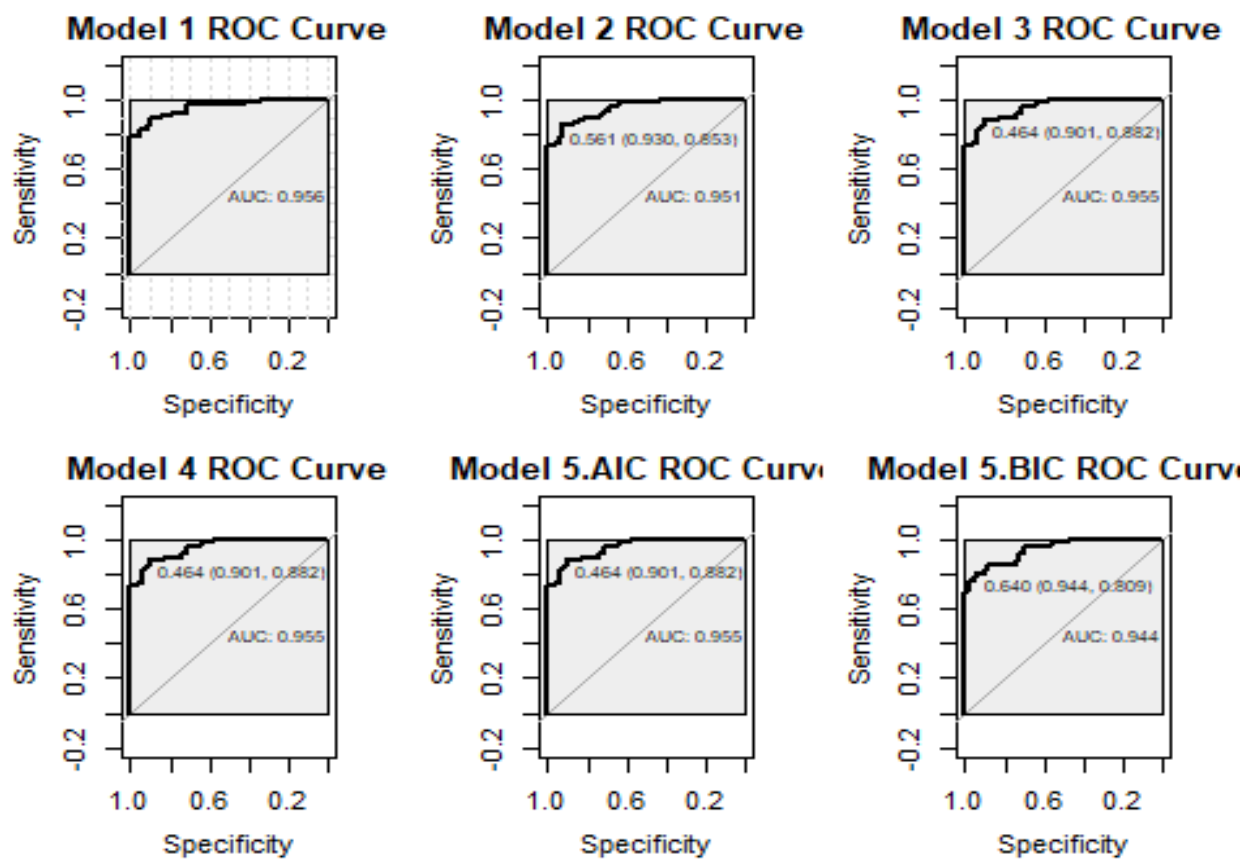 Model 1 ROC Curve
Sensitivity
-0.2 0.2 0.6 1.0
AUC: 0.956
1.0 0.6 0.2
Specificity
Model 2 ROC Curve
Sensitivity
-0.2 0.2 0.6 1.0
0.561 (0.930, 0.853)
AUC: 0.951
1.0 0.6 0.2
Specificity
Model 3 ROC Curve
Sensitivity
-0.2 0.2 0.6 1.0
0.464 (0.901, 0.882)
AUC: 0.955
1.0 0.6 0.2
Specificity
Model 4 ROC Curve
Sensitivity
-0.2 0.2 0.6 1.0
0.464 (0.901, 0.882)
AUC: 0.955
1.0 0.6 0.2
Specificity
Model 5.AIC ROC Curv
Sensitivity
-0.2 0.2 0.6 1.0
0.464 (0.901, 0.882)
AUC: 0.955
1.0 0.6 0.2
Specificity
Model 5.BIC ROC Curv
Sensitivity
-0.2 0.2 0.6 1.0
0.640 (0.944, 0.809)
AUC: 0.944
1.0 0.6 0.2
Specificity